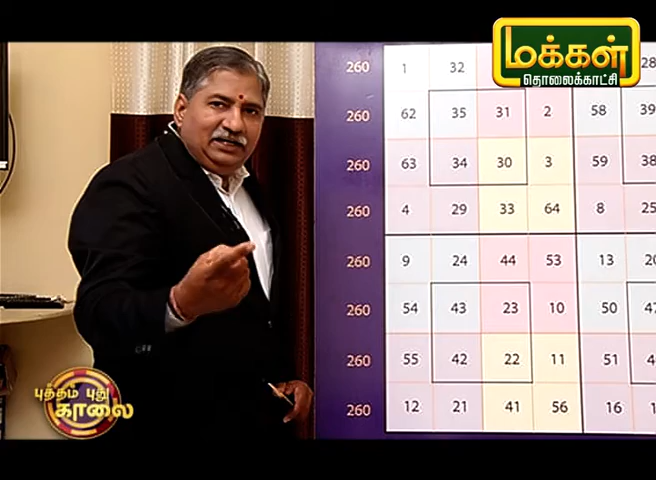 மக்கள்
தொலைக்காட்சி
260 1 32 28
260 62 35 31 2 58 39
260 63 34 30 3 59 38
260 4 29 33 64 8 25
260 9 24 44 53 13 20
260 54 43 23 10 50 47
260 55 42 22 11 51
260 12 21 41 56 16
புத்தம் புது
காலை